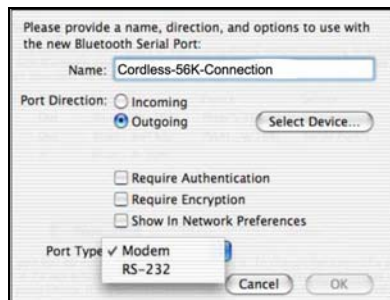 Please provide a name, direction, and options to use with
the new Bluetooth Serial Port:
Name: Cordless-56K-Connection
Port Direction: Incoming
Outgoing Select Device...
Require Authentication
Require Encryption
Show In Network Preferences
Port Type ✓ Modem
RS-232
Cancel OK